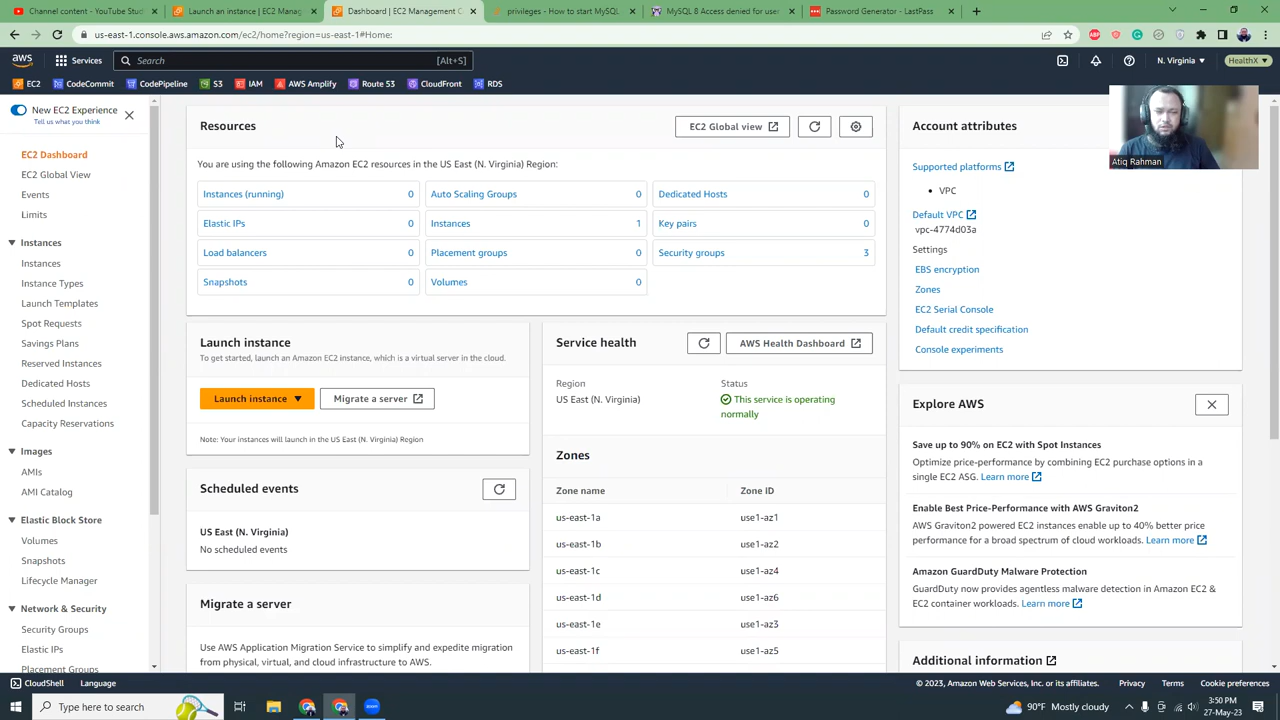 YouTube Studio
Launch an instance | EC2 Manag
Dashboard | EC2 Management C
privileges - How to start MySQL
MySQL 8 Access denied for user
Password Generator - LastPass
us-east-1.console.aws.amazon.com/ec2/home?region=us-east-1#Home:
aws
Services
Search
[Alt+S]
N. Virginia
HealthX
EC2
CodeCommit
CodePipeline
S3
IAM
AWS Amplify
Route 53
CloudFront
RDS
New EC2 Experience
Tell us what you think
EC2 Dashboard
EC2 Global View
Events
Limits
Instances
Instances
Instance Types
Launch Templates
Spot Requests
Savings Plans
Reserved Instances
Dedicated Hosts
Scheduled Instances
Capacity Reservations
Images
AMIs
AMI Catalog
Elastic Block Store
Volumes
Snapshots
Lifecycle Manager
Network & Security
Security Groups
Elastic IPs
Placement Groups
Resources
EC2 Global view
You are using the following Amazon EC2 resources in the US East (N. Virginia) Region:
Instances (running) 0
Auto Scaling Groups 0
Dedicated Hosts 0
Elastic IPs 0
Instances 1
Key pairs 0
Load balancers 0
Placement groups 0
Security groups 3
Snapshots 0
Volumes 0
Launch instance
To get started, launch an Amazon EC2 instance, which is a virtual server in the cloud.
Launch instance
Migrate a server
Note: Your instances will launch in the US East (N. Virginia) Region
Scheduled events
US East (N. Virginia)
No scheduled events
Migrate a server
Use AWS Application Migration Service to simplify and expedite migration
from physical, virtual, and cloud infrastructure to AWS.
Service health
AWS Health Dashboard
Region
US East (N. Virginia)
Status
This service is operating
normally
Zones
Zone name
Zone ID
us-east-1a
use1-az1
us-east-1b
use1-az2
us-east-1c
use1-az4
us-east-1d
use1-az6
us-east-1e
use1-az3
us-east-1f
use1-az5
Account attributes
Supported platforms
VPC
Default VPC
vpc-4774d03a
Settings
EBS encryption
Zones
EC2 Serial Console
Default credit specification
Console experiments
Atiq Rahman
Explore AWS
Save up to 90% on EC2 with Spot Instances
Optimize price-performance by combining EC2 purchase options in a
single EC2 ASG. Learn more
Enable Best Price-Performance with AWS Graviton2
AWS Graviton2 powered EC2 instances enable up to 40% better price
performance for a broad spectrum of cloud workloads. Learn more
Amazon GuardDuty Malware Protection
GuardDuty now provides agentless malware detection in Amazon EC2 &
EC2 container workloads. Learn more
Additional information
CloudShell
Language
© 2023, Amazon Web Services, Inc. or its affiliates.
Privacy
Terms
Cookie preferences
Type here to search
90°F Mostly cloudy
3:50 PM
27-May-23